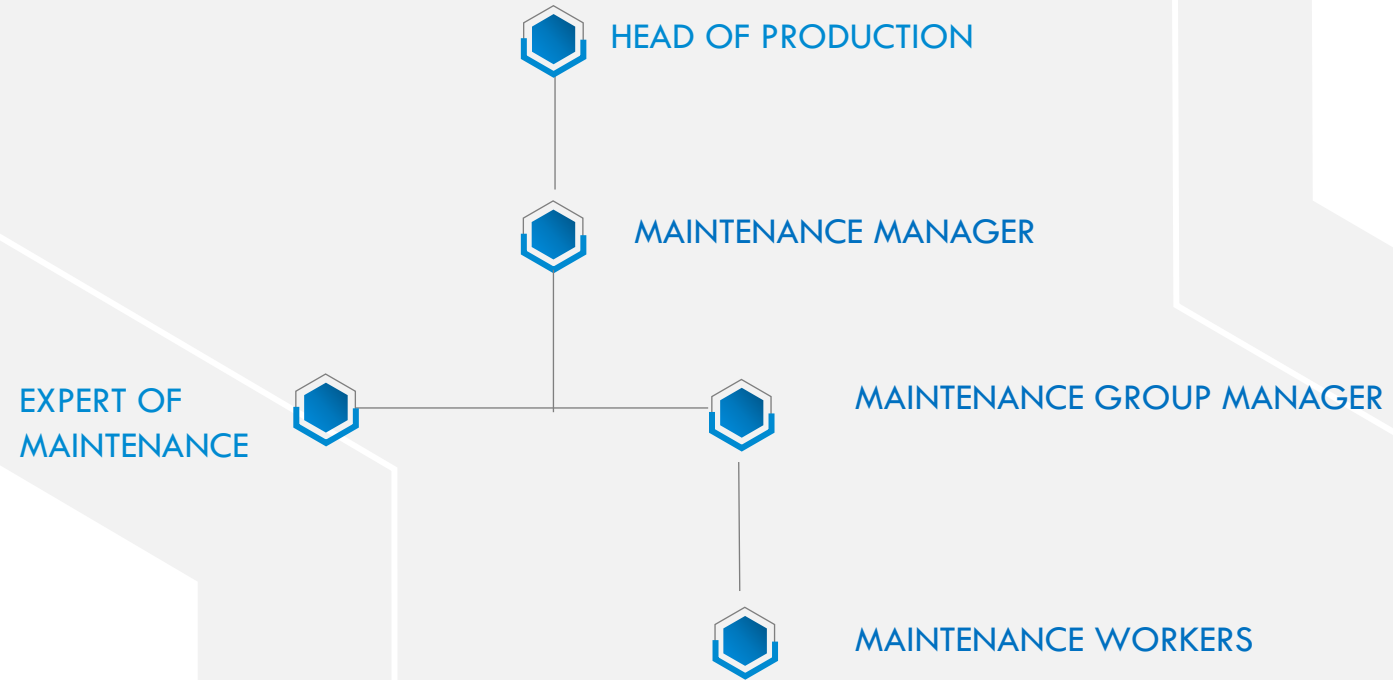 HEAD OF PRODUCTION
MAINTENANCE MANAGER
EXPERT OF
MAINTENANCE
MAINTENANCE GROUP MANAGER
MAINTENANCE WORKERS